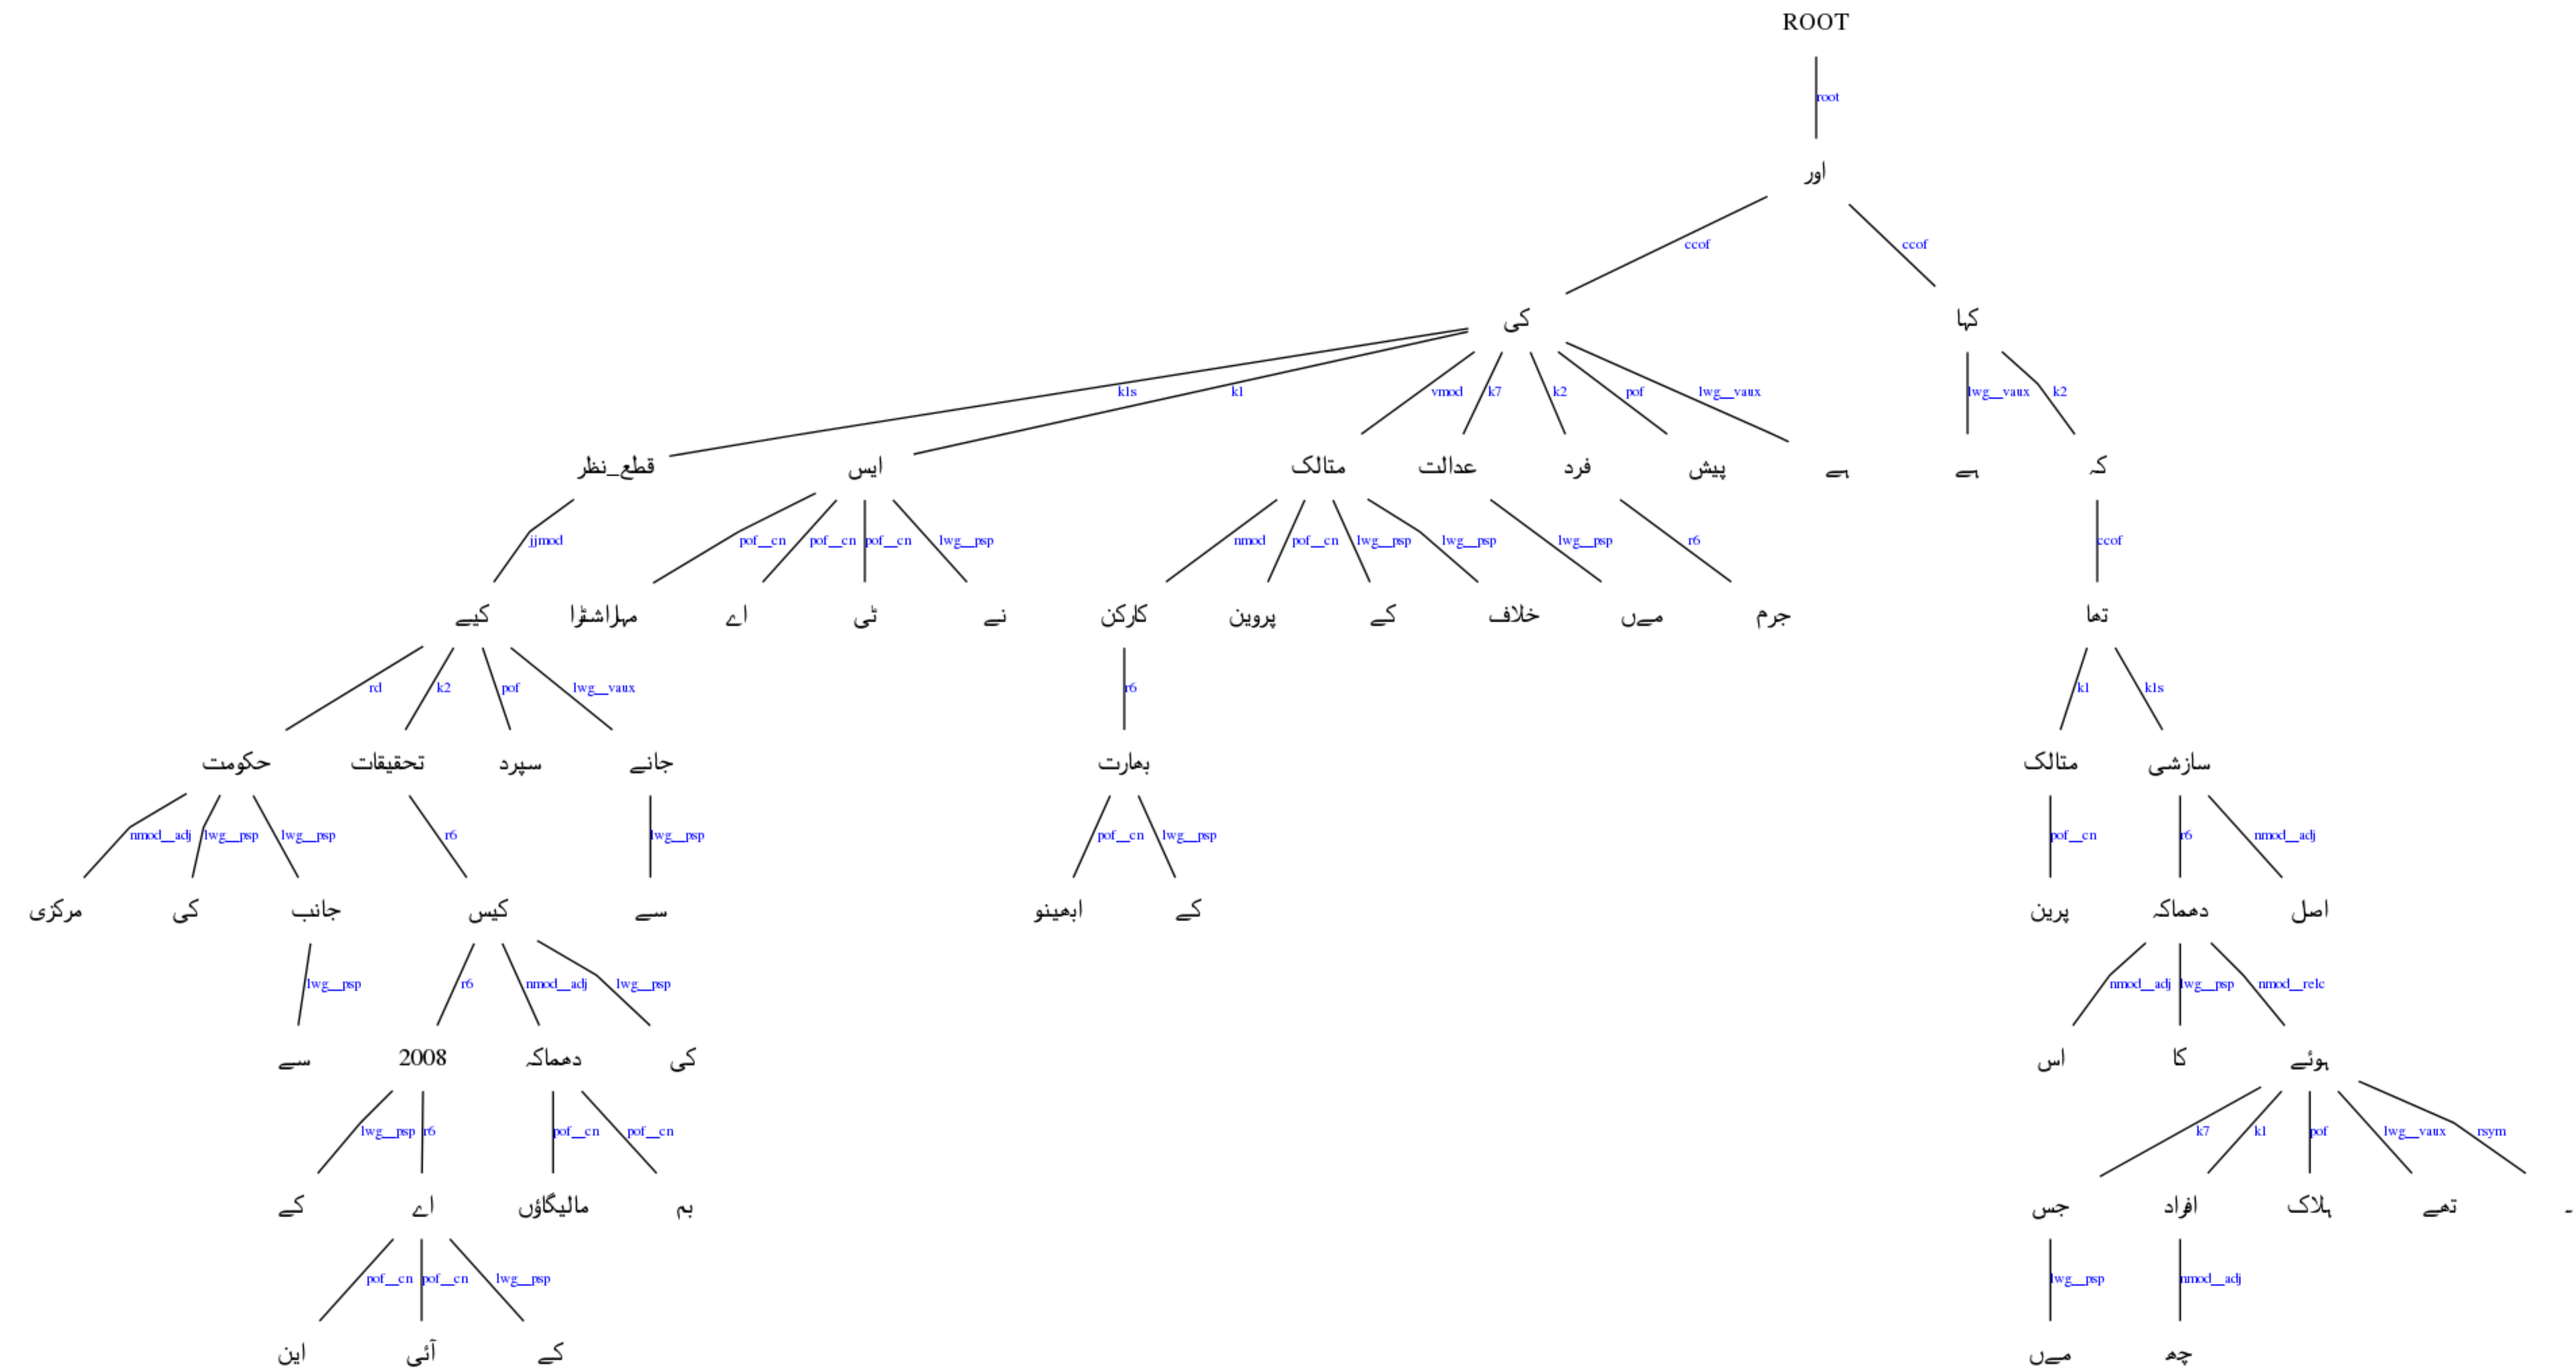 ROOT
root
اور
ccof ccof
کی کہا
k1s k1 vmod k7 k2 pof lwg__vaux lwg__vaux k2
قطع_نظر ایس متالک عدالت فرد پیش ہے ہے کہ
jjmod pof__cn pof__cn pof__cn lwg__psp nmod pof__cn lwg__psp lwg__psp lwg__psp r6 ccof
کیے مہاراشٹرا اے ٹی نے کارکن پروین کے خلاف مےں جرم تھا
rd k2 pof lwg__vaux r6 k1 k1s
حکومت تحقیقات سپرد جانے بھارت متالک سازشی
nmod__adj lwg__psp lwg__psp r6 lwg__psp pof__cn lwg__psp pof__cn r6 nmod__adj
مرکزی کی جانب کیس سے ابھینو کے پرین دھماکہ اصل
lwg__psp r6 nmod__adj lwg__psp nmod__adj lwg__psp nmod__relc
سے 2008 دھماکہ کی اس کا ہوئے
lwg__psp r6 pof__cn pof__cn k7 k1 pof lwg__vaux rsym
کے اے مالیگاؤں بم جس افراد ہلاک تھے ۔
pof__cn pof__cn lwg__psp lwg__psp nmod__adj
این آئی کے مےں چھ